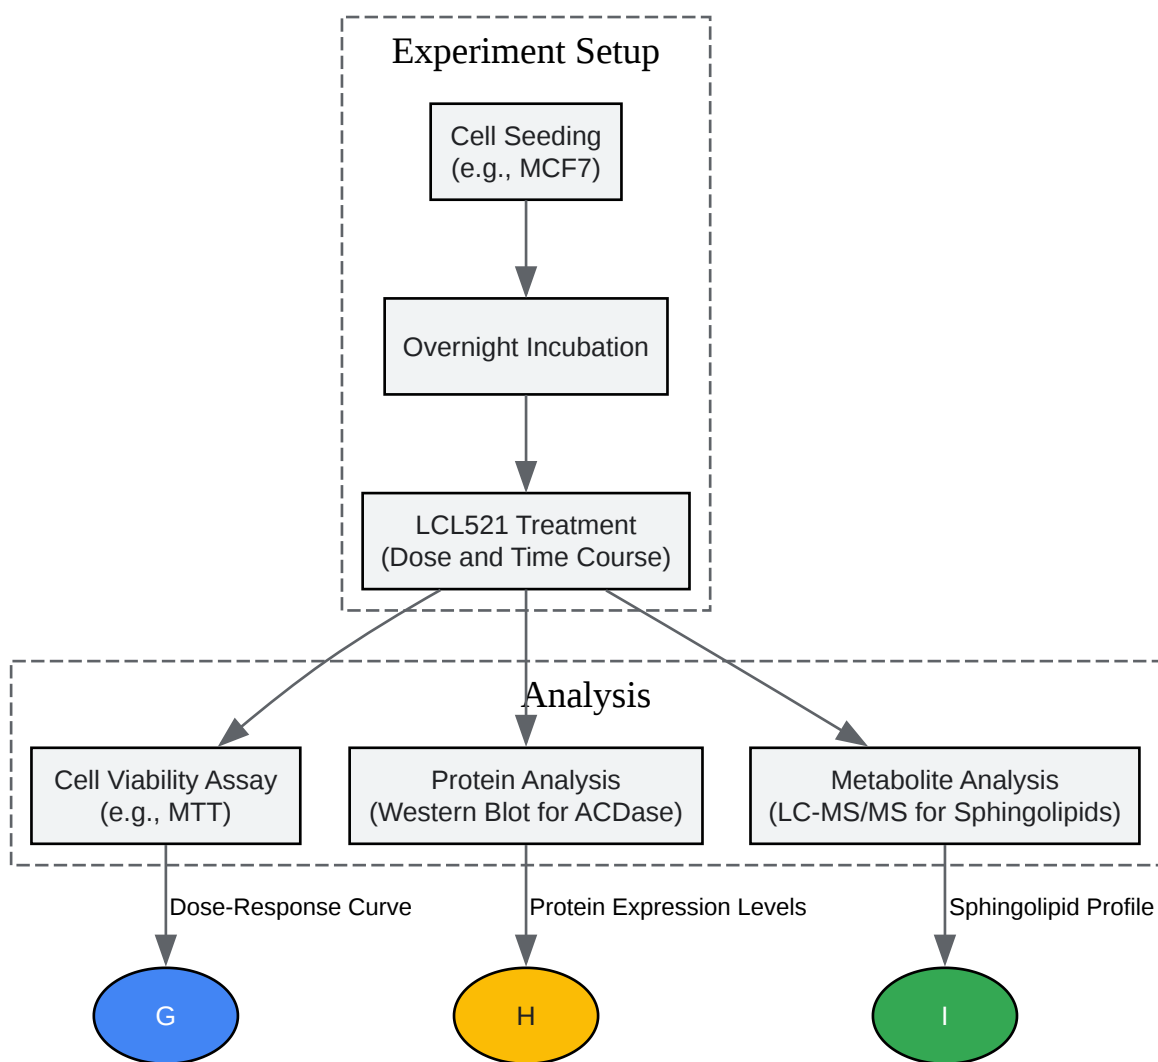 Experiment Setup
Cell Seeding
(e.g., MCF7)
Overnight Incubation
LCL521 Treatment
(Dose and Time Course)
Analysis
Cell Viability Assay
(e.g., MTT)
Protein Analysis
(Western Blot for ACDase)
Metabolite Analysis
(LC-MS/MS for Sphingolipids)
Dose-Response Curve
Protein Expression Levels
Sphingolipid Profile
G
H
I